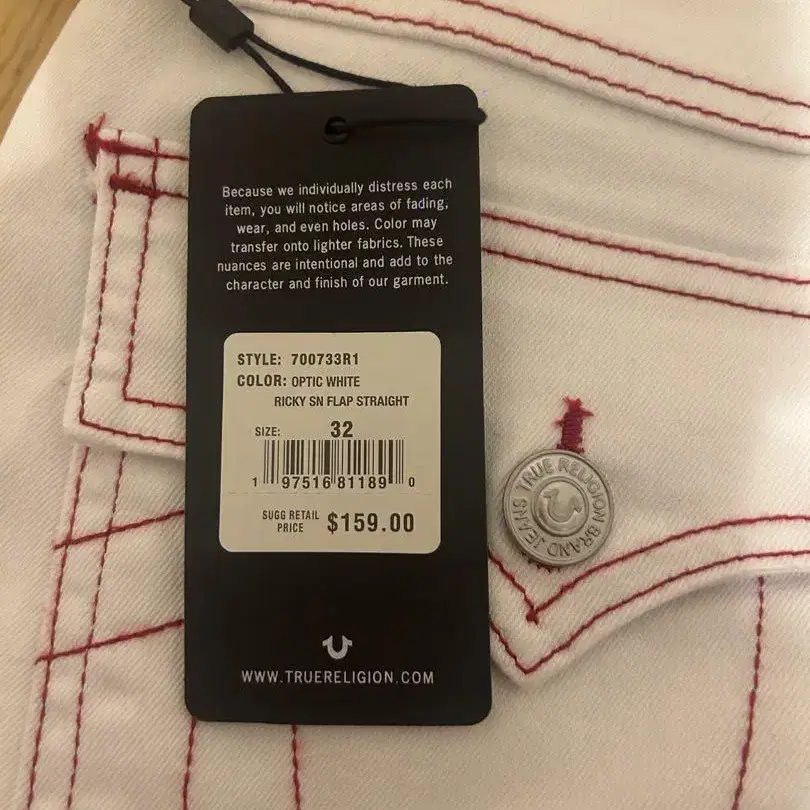 Because we individually distress each
item, you will notice areas of fading,
wear, and even holes. Color may
transfer onto lighter fabrics. These
nuances are intentional and add to the
character and finish of our garment.
STYLE: 700733R1
COLOR: OPTIC WHITE
RICKY SN FLAP STRAIGHT
SIZE: 32
1 97516 81189 0
SUGG RETAIL
PRICE $159.00
WWW.TRUERELIGION.COM
TRUE RELIGION BRAND JEANS